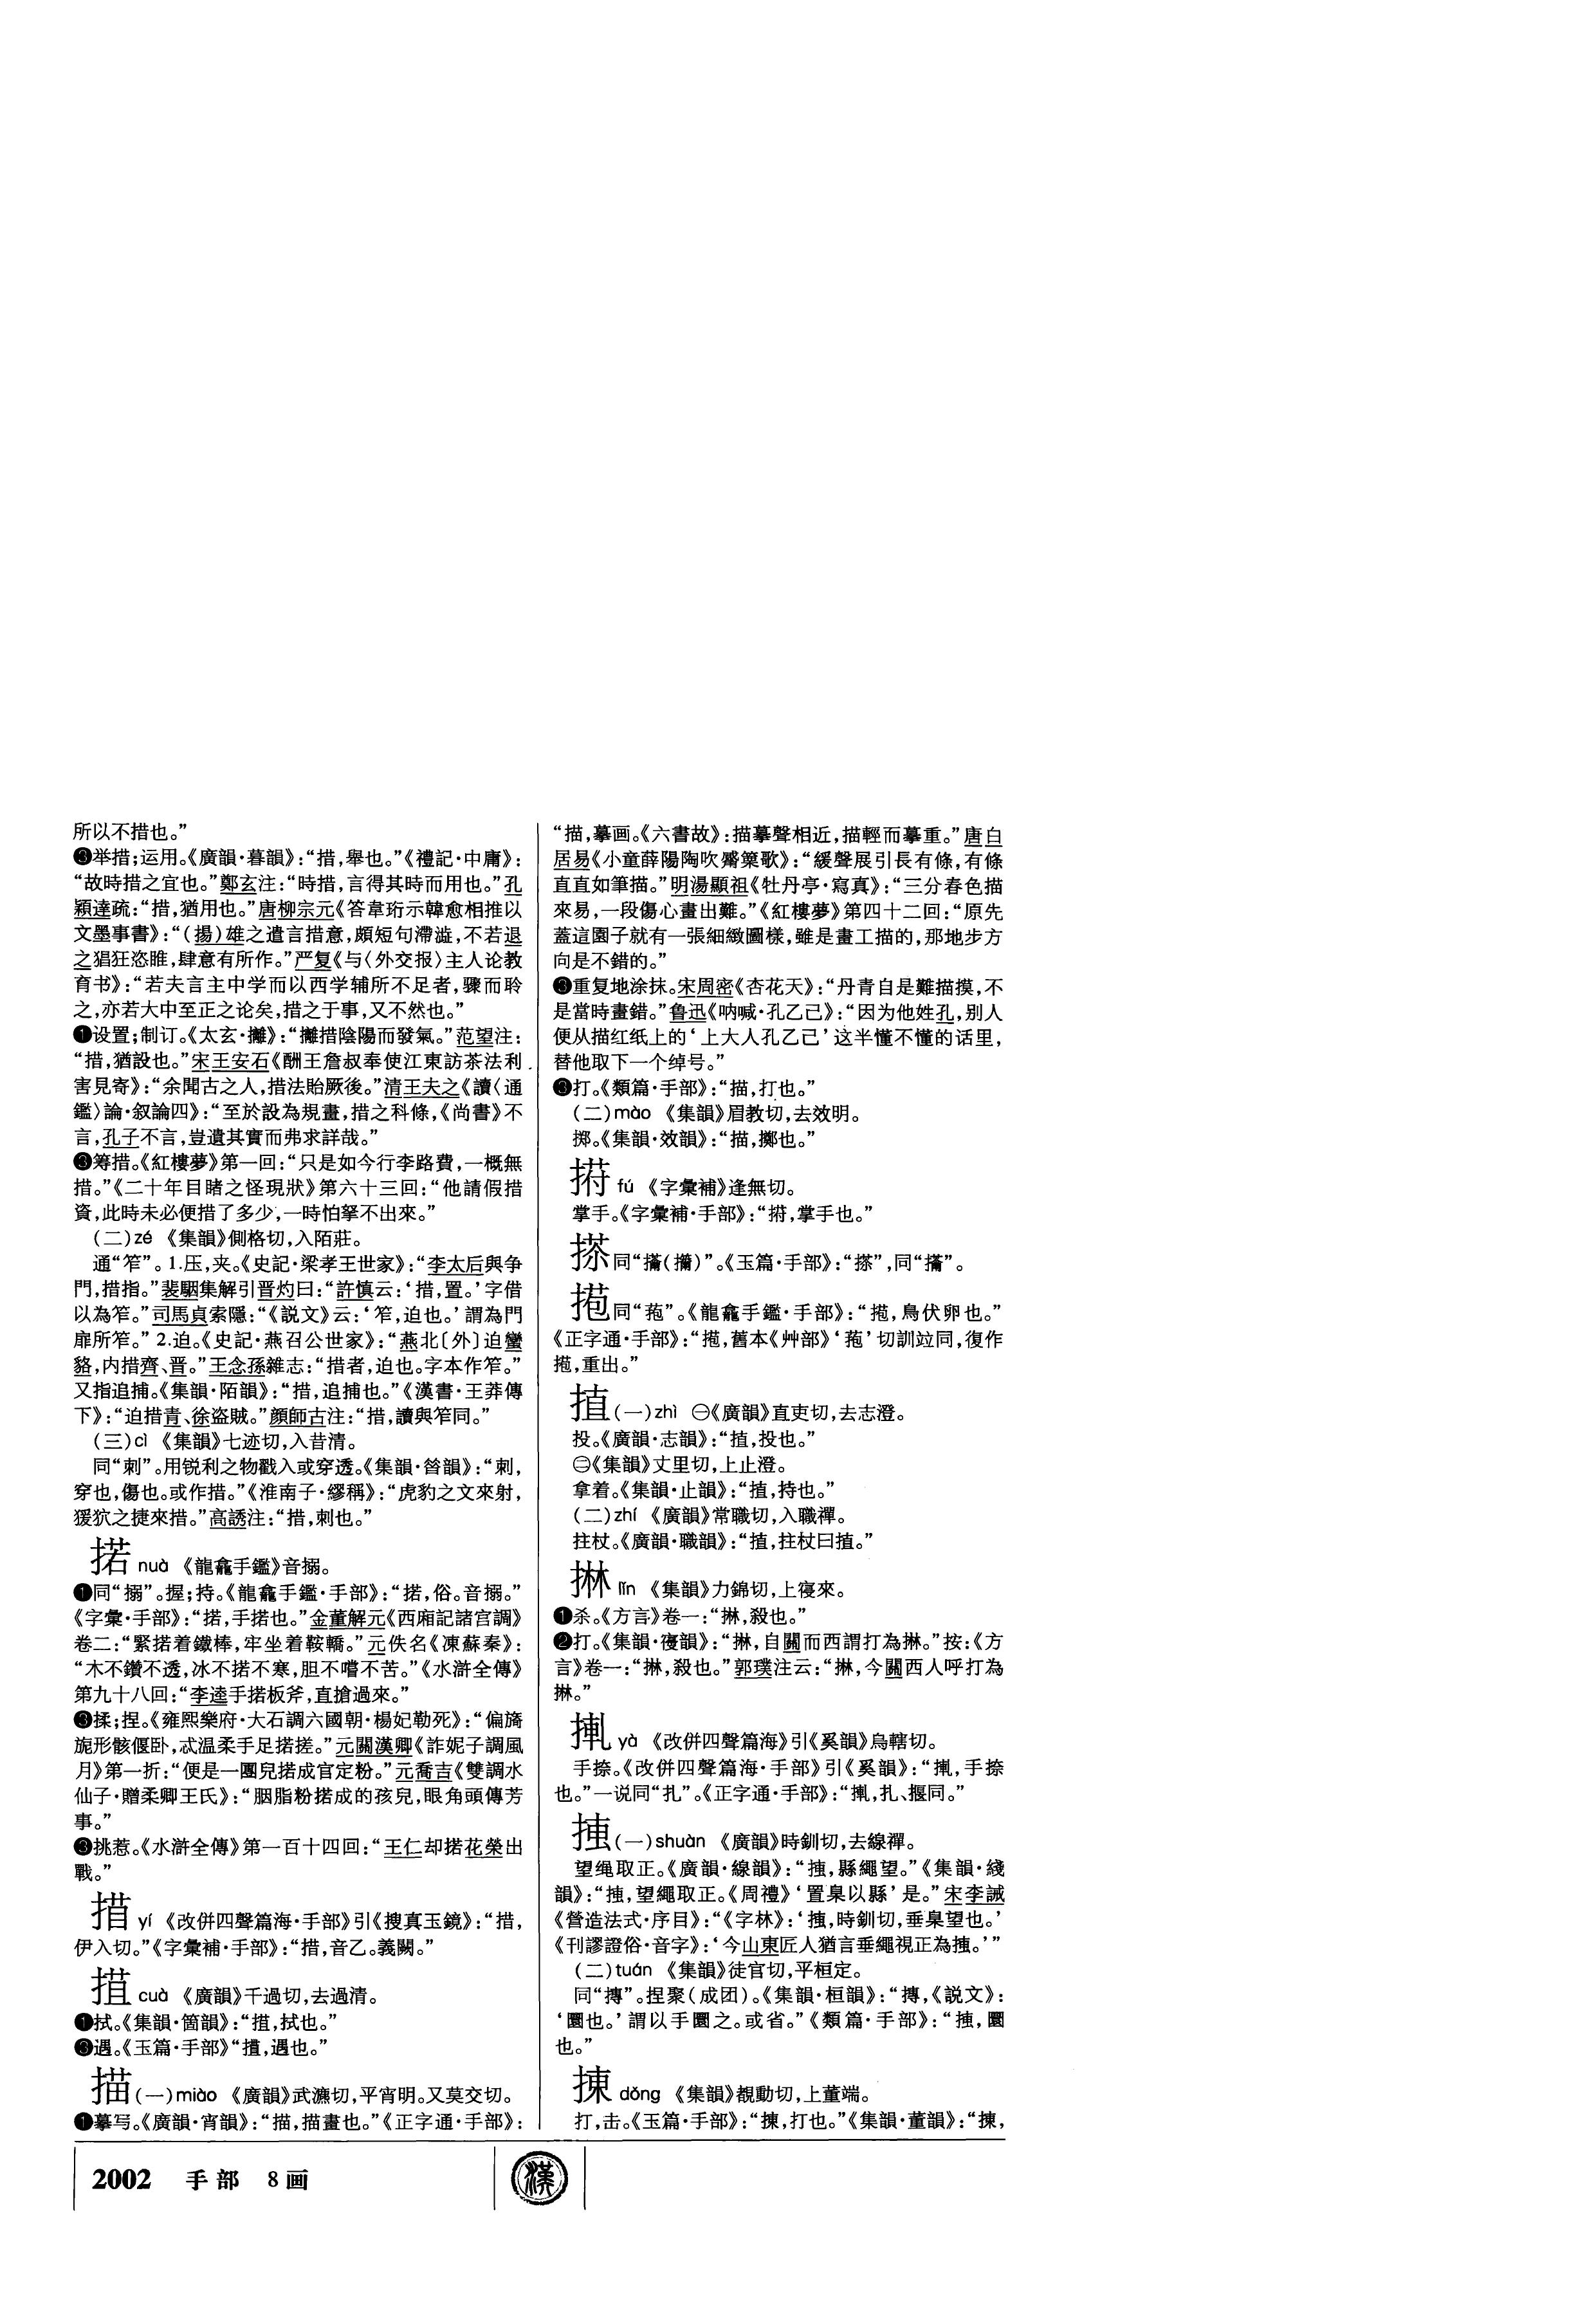 所以不措也。”
❸举措;运用。《廣韻·暮韻》:“措,舉也。”《禮記·中庸》:
“故時措之宜也。”鄭玄注:“時措,言得其時而用也。”孔
穎達疏:“措,猶用也。”唐柳宗元《答韋珩示韓愈相推以
文墨事書》:“(揚)雄之遣言措意,頗短句滯澁,不若退
之猖狂恣睢,肆意有所作。”严复《与〈外交报〉主人论教
育书》:“若夫言主中学而以西学辅所不足者,骤而聆
之,亦若大中至正之论矣,措之于事,又不然也。”
❶设置;制订。《太玄·攡》:“攡措陰陽而發氣。”范望注:
“措,猶設也。”宋王安石《酬王詹叔奉使江東訪茶法利
害見寄》:“余聞古之人,措法貽厥後。”清王夫之《讀〈通
鑑〉論·叙論四》:“至於設為規畫,措之科條,《尚書》不
言,孔子不言,豈遺其實而弗求詳哉。”
❸筹措。《紅樓夢》第一回:“只是如今行李路費,一概無
措。”《二十年目睹之怪現狀》第六十三回:“他請假措
資,此時未必便措了多少,一時怕拏不出來。”
(二)zé 《集韻》側格切,入陌莊。
通“笮”。1.压,夹。《史記·梁孝王世家》:“李太后與争
門,措指。”裴駰集解引晋灼曰:“許慎云:‘措,置。’字借
以為笮。”司馬貞索隱:“《説文》云:‘笮,迫也。’謂為門
扉所笮。” 2.迫。《史記·燕召公世家》:“燕北〔外〕迫蠻
貉,内措齊、晋。”王念孫雜志:“措者,迫也。字本作笮。”
又指追捕。《集韻·陌韻》:“措,追捕也。”《漢書·王莽傳
下》:“迫措青、徐盗賊。”顔師古注:“措,讀與笮同。”
(三)cì 《集韻》七迹切,入昔清。
同“刺”。用锐利之物戳入或穿透。《集韻·㫺韻》:“刺,
穿也,傷也。或作措。”《淮南子·繆稱》:“虎豹之文來射,
猨狖之捷來措。”高誘注:“措,刺也。”
掿 nuò 《龍龕手鑑》音搦。
❶同“搦”。握;持。《龍龕手鑑·手部》:“掿,俗。音搦。”
《字彙·手部》:“掿,手掿也。”金董解元《西廂記諸宫調》
卷二:“緊掿着鐵棒,牢坐着鞍轎。”元佚名《凍蘇秦》:
“木不鑽不透,冰不掿不寒,胆不嚐不苦。”《水滸全傳》
第九十八回:“李逵手掿板斧,直搶過來。”
❸揉;捏。《雍熙樂府·大石調六國朝·楊妃勒死》:“偏旖
旎形骸偃卧,忒温柔手足掿搓。”元關漢卿《詐妮子調風
月》第一折:“便是一團兒掿成官定粉。”元喬吉《雙調水
仙子·贈柔卿王氏》:“胭脂粉掿成的孩兒,眼角頭傳芳
事。”
❸挑惹。《水滸全傳》第一百十四回:“王仁却掿花榮出
戰。”
yí 《改併四聲篇海·手部》引《搜真玉鏡》:“
伊入切。”《字彙補·手部》:“音乙。義闕。”
cuò 《廣韻》千過切,去過清。
❶拭。《集韻·箇韻》:“拭也。”
❸遇。《玉篇·手部》“遇也。”
描(一)miáo 《廣韻》武瀌切,平宵明。又莫交切。
❶摹写。《廣韻·宵韻》:“描,描畫也。”《正字通·手部》:
“描,摹画。《六書故》:描摹聲相近,描輕而摹重。”唐白
居易《小童薛陽陶吹觱篥歌》:“緩聲展引長有條,有條
直直如筆描。”明湯顯祖《牡丹亭·寫真》:“三分春色描
來易,一段傷心畫出難。”《紅樓夢》第四十二回:“原先
蓋這園子就有一張細緻圖樣,雖是畫工描的,那地步方
向是不錯的。”
❸重复地涂抹。宋周密《杏花天》:“丹青自是難描摸,不
是當時畫錯。”鲁迅《呐喊·孔乙己》:“因为他姓孔,别人
便从描红纸上的‘上大人孔乙己’这半懂不懂的话里,
替他取下一个绰号。”
❸打。《類篇·手部》:“描,打也。”
(二)mào 《集韻》眉教切,去效明。
掷。《集韻·效韻》:“描,擲也。”
㧣 fú 《字彙補》逢無切。
掌手。《字彙補·手部》:“掌手也。”
同“㩶(擟)”。《玉篇·手部》:
同“菢”。《龍龕手鑑·手部》:“鳥伏卵也。”
《正字通·手部》:“舊本《艸部》‘菢’切訓竝同,復作
重出。”
揁(一)zhì ㊀《廣韻》直吏切,去志澄。
投。《廣韻·志韻》:“投也。”
㊁《集韻》丈里切,上止澄。
拿着。《集韻·止韻》:“持也。”
(二)zhí 《廣韻》常職切,入職禪。
拄杖。《廣韻·職韻》:“拄杖曰
㨆 lǐn 《集韻》力錦切,上寑來。
❶杀。《方言》卷一:“殺也。”
❷打。《集韻·㝲韻》:“自關而西謂打為按:《方
言》卷一:“殺也。”郭璞注云:“今關西人呼打為
yà 《改併四聲篇海》引《奚韻》烏轄切。
手捺。《改併四聲篇海·手部》引《奚韻》:“手捺
也。”一说同“扎”。《正字通·手部》:“扎、揠同。”
(一)shuàn 《廣韻》時釧切,去線禪。
望绳取正。《廣韻·線韻》:“縣繩望。”《集韻·綫
韻》:“望繩取正。《周禮》‘置臬以縣’是。”宋李誡
《營造法式·序目》:“《字林》:‘時釧切,垂臬望也。’
《刊謬證俗·音字》:‘今山東匠人猶言垂繩視正為
(二)tuán 《集韻》徒官切,平桓定。
同“摶”。捏聚(成团)。《集韻·桓韻》:“摶,《説文》:
‘圜也。’謂以手圜之。或省。”《類篇·手部》:“圜
也。”
揀 dǒng 《集韻》覩動切,上董端。
打,击。《玉篇·手部》:“打也。”《集韻·董韻》:
2002 手部 8画
漢